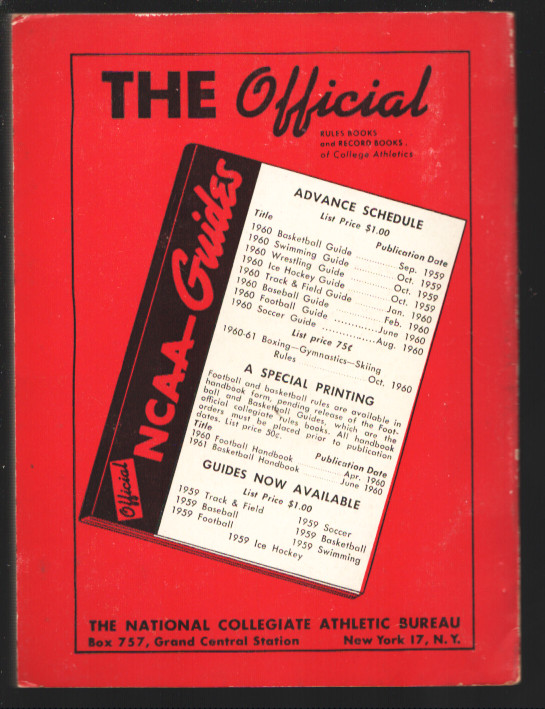 THE Official
RULES BOOKS
and RECORD BOOKS
of College Athletics
Official NCAA Guides
ADVANCE SCHEDULE
List Price $1.00
Title Publication Date
1960 Basketball Guide ............ Sep. 1959
1960 Swimming Guide ............ Oct. 1959
1960 Wrestling Guide ............ Oct. 1959
1960 Ice Hockey Guide ............ Oct. 1959
1960 Track & Field Guide ............ Jan. 1960
1960 Baseball Guide ............ Feb. 1960
1960 Football Guide ............ June 1960
1960 Soccer Guide ............ Aug. 1960
List price 75¢
1960-61 Boxing—Gymnastics—Skiing
Rules ............ Oct. 1960
A SPECIAL PRINTING
Football and basketball rules are available in
handbook form, pending release of the Foot-
ball and Basketball Guides, which are the
official collegiate rules books. All handbook
orders must be placed prior to publication
dates. List price 50c.
Title Publication Date
1960 Football Handbook ............ Apr. 1960
1961 Basketball Handbook ............ June 1960
GUIDES NOW AVAILABLE
List Price $1.00
1959 Track & Field 1959 Soccer
1959 Baseball 1959 Basketball
1959 Football 1959 Swimming
1959 Ice Hockey
THE NATIONAL COLLEGIATE ATHLETIC BUREAU
Box 757, Grand Central Station New York 17, N. Y.